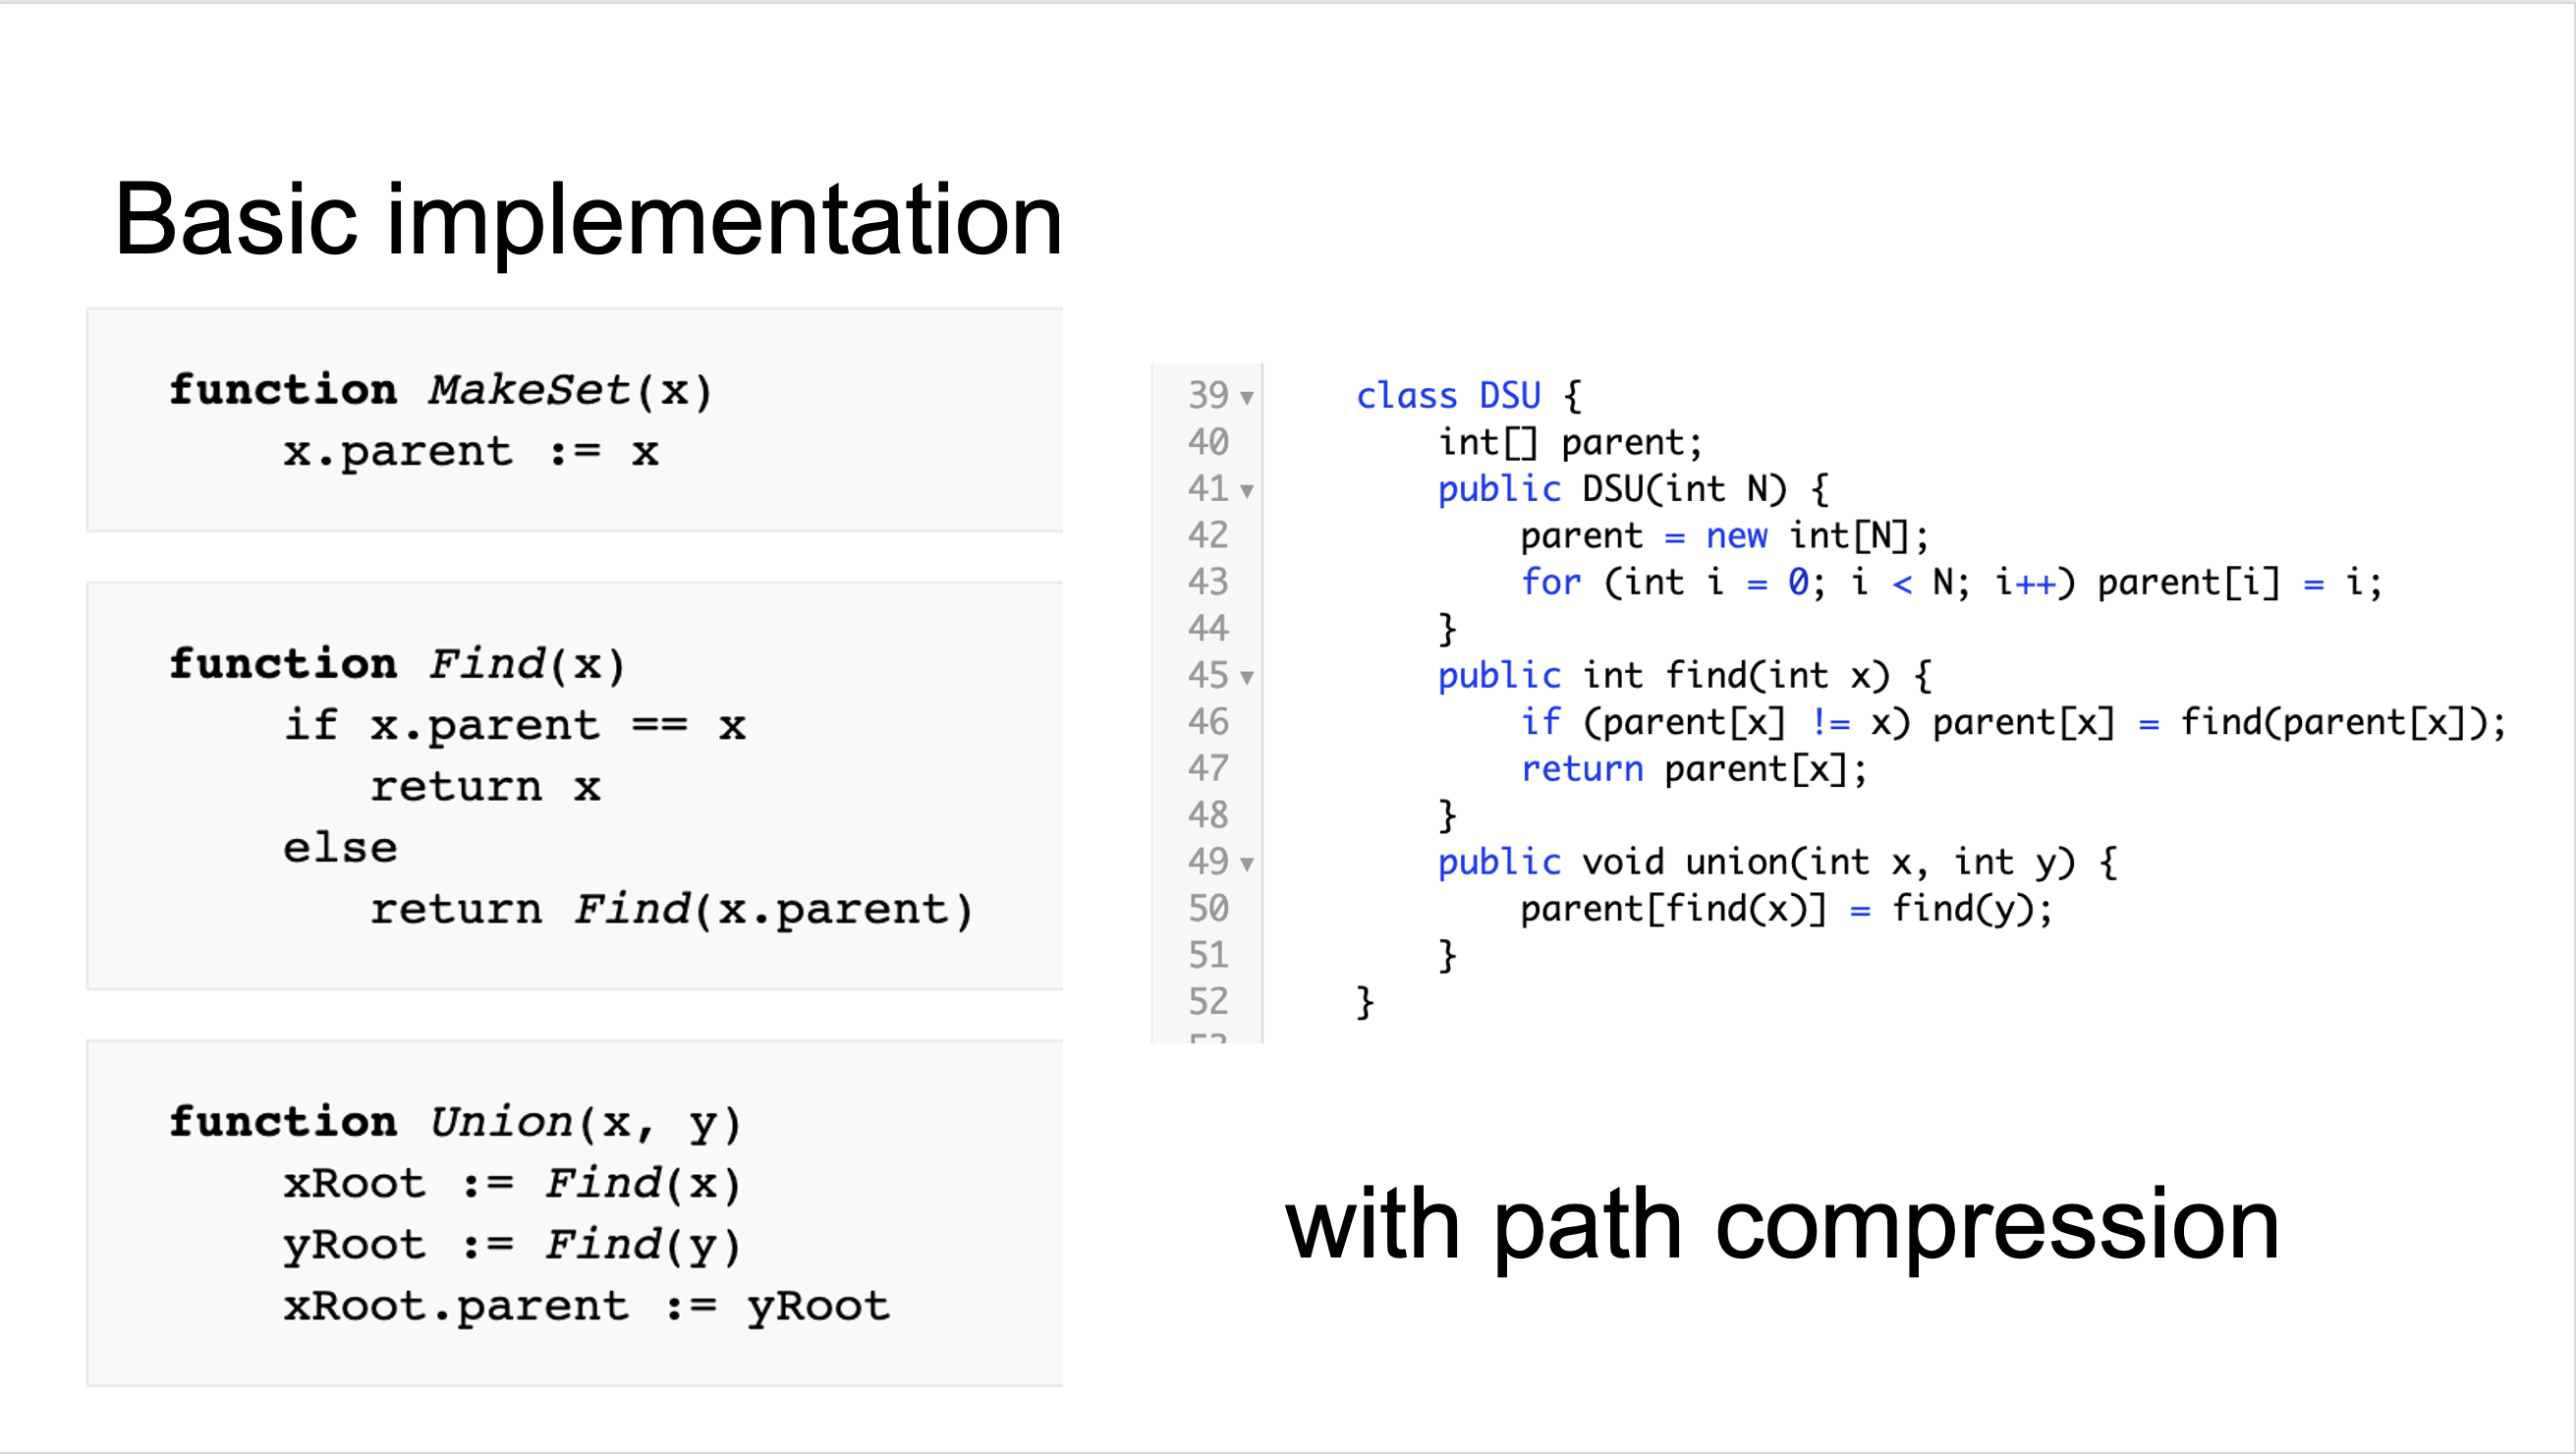 Basic implementation
function MakeSet(x)
x.parent := x
function Find(x)
if x.parent == x
return x
else
return Find(x.parent)
function Union(x, y)
xRoot := Find(x)
yRoot := Find(y)
xRoot.parent := yRoot
39 ▼ class DSU {
40 int[] parent;
41 ▼ public DSU(int N) {
42 parent = new int[N];
43 for (int i = 0; i < N; i++) parent[i] = i;
44 }
45 ▼ public int find(int x) {
46 if (parent[x] != x) parent[x] = find(parent[x]);
47 return parent[x];
48 }
49 ▼ public void union(int x, int y) {
50 parent[find(x)] = find(y);
51 }
52 }
with path compression